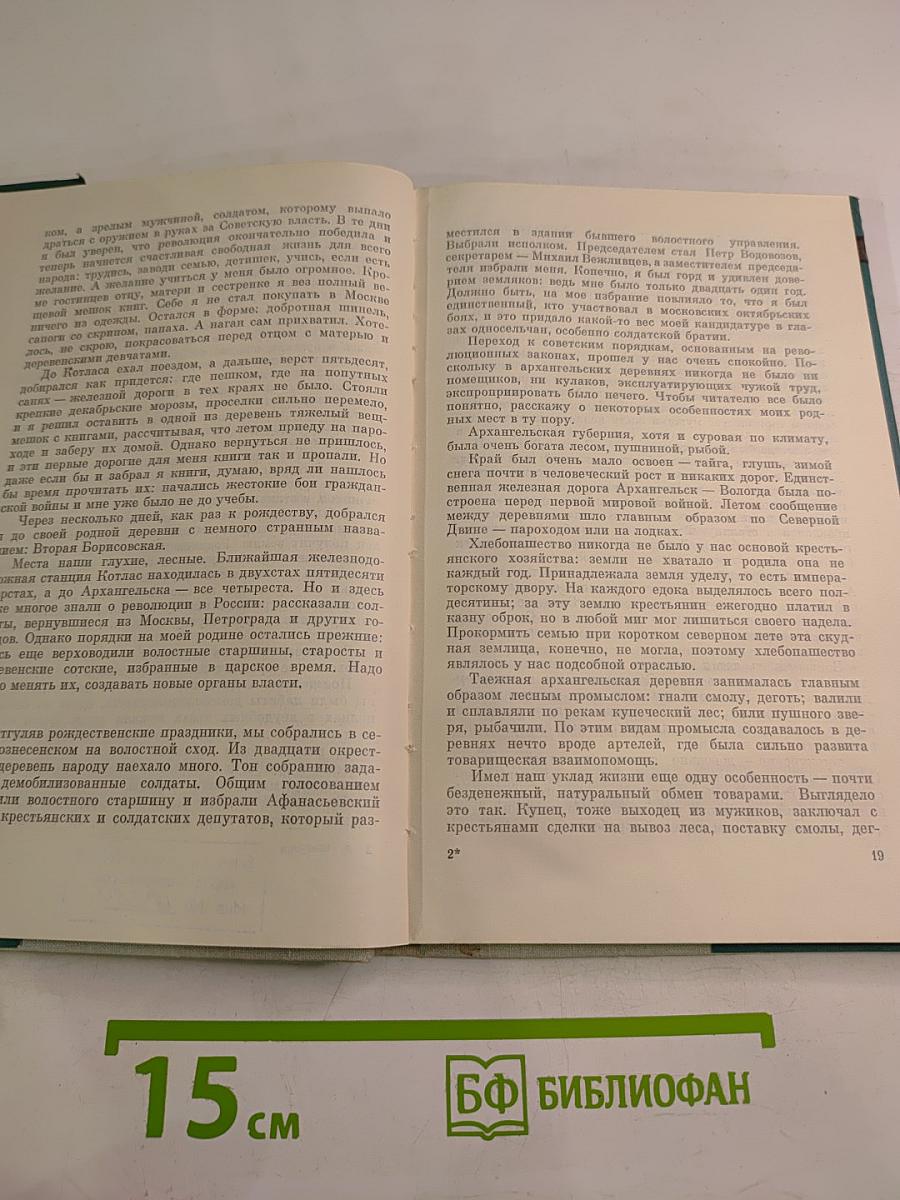 ком, а зрелым мужчиной, солдатом, которому выпало
драться с оружием в руках за Советскую власть. В те дни
я был уверен, что революция окончательно победила и
теперь начнется счастливая свободная жизнь для всего
народа: трудись, заводи семью, детишек, учись, если есть
желание. А желание учиться у меня было огромное. Кро-
ме гостинцев отцу, матери и сестренке я вез полный ве-
щевой мешок книг. Себе я не стал покупать в Москве
ничего из одежды. Остался в форме: добротная шинель,
сапоги со скрипом, папаха. А наган сам прихватил. Хоте-
лось, не скрою, покрасоваться перед отцом с матерью и
деревенскими девчатами.
До Котласа ехал поездом, а дальше, верст пятьдесят,
добирался как придется: где пешком, где на попутных
санях — железной дороги в тех краях не было. Стояли
крепкие декабрьские морозы, проселки сильно перемело,
и я решил оставить в одной из деревень тяжелый вещ-
мешок с книгами, рассчитывая, что летом приеду на паро-
ходе и заберу их домой. Однако вернуться не пришлось,
и эти первые дорогие для меня книги так и пропали. Но
даже если бы и забрал я книги, думаю, вряд ли нашлось
бы время прочитать их: начались жестокие бои граждан-
ской войны и мне уже было не до учебы.
Через несколько дней, как раз к рождеству, добрался
до своей родной деревни с немного странным назва-
нием: Вторая Борисовская.
Места наши глухие, лесные. Ближайшая железнодо-
ожная станция Котлас находилась в двухстах пятидесяти
ерстах, а до Архангельска — все четыреста. Но и здесь
же многое знали о революции в России: рассказали сол-
ты, вернувшиеся из Москвы, Петрограда и других го-
дов. Однако порядки на моей родине остались прежние:
сь еще верховодили волостные старшины, старосты и
евенские сотские, избранные в царское время. Надо
о менять их, создавать новые органы власти.
тгуляв рождественские праздники, мы собрались в се-
ознесенском на волостной сход. Из двадцати окрест-
деревень народу наехало много. Тон собранию зада-
демобилизованные солдаты. Общим голосованием
или волостного старшину и избрали Афанасьевский
крестьянских и солдатских депутатов, который раз-
местился в здании бывшего волостного управления.
Выбрали исполком. Председателем стал Петр Водовозов,
секретарем — Михаил Вежливцев, а заместителем председа-
теля избрали меня. Конечно, я был горд и удивлен дове-
рием земляков: ведь мне было только двадцать один год.
Должно быть, на мое избрание повлияло то, что я был
единственный, кто участвовал в московских октябрьских
боях, и это придало какой-то вес моей кандидатуре в гла-
зах односельчан, особенно солдатской братии.
Переход к советским порядкам, основанным на рево-
люционных законах, прошел у нас очень спокойно. По-
скольку в архангельских деревнях никогда не было ни
помещиков, ни кулаков, эксплуатирующих чужой труд,
экспроприировать было нечего. Чтобы читателю все было
понятно, расскажу о некоторых особенностях моих род-
ных мест в ту пору.
Архангельская губерния, хотя и суровая по климату,
была очень богата лесом, пушниной, рыбой.
Край был очень мало освоен — тайга, глушь, зимой
снега почти в человеческий рост и никаких дорог. Единст-
венная железная дорога Архангельск — Вологда была по-
строена перед первой мировой войной. Летом сообщение
между деревнями шло главным образом по Северной
Двине — пароходом или на лодках.
Хлебопашество никогда не было у нас основой кресть-
янского хозяйства: земли не хватало и родила она не
каждый год. Принадлежала земля уделу, то есть импера-
торскому двору. На каждого едока выделялось всего пол-
десятины; за эту землю крестьянин ежегодно платил в
казну оброк, но в любой миг мог лишиться своего надела.
Прокормить семью при коротком северном лете эта скуд-
ная землица, конечно, не могла, поэтому хлебопашество
являлось у нас подсобной отраслью.
Таежная архангельская деревня занималась главным
образом лесным промыслом: гнали смолу, деготь; валили
и сплавляли по рекам купеческий лес; били пушного зве-
ря, рыбачили. По этим видам промысла создавалось в де-
ревнях нечто вроде артелей, где была сильно развита
товарищеская взаимопомощь.
Имел наш уклад жизни еще одну особенность — почти
безденежный, натуральный обмен товарами. Выглядело
это так. Купец, тоже выходец из мужиков, заключал с
крестьянами сделки на вывоз леса, поставку смолы, дег-
2*
19
15 см
БФ БИБЛИОФАН